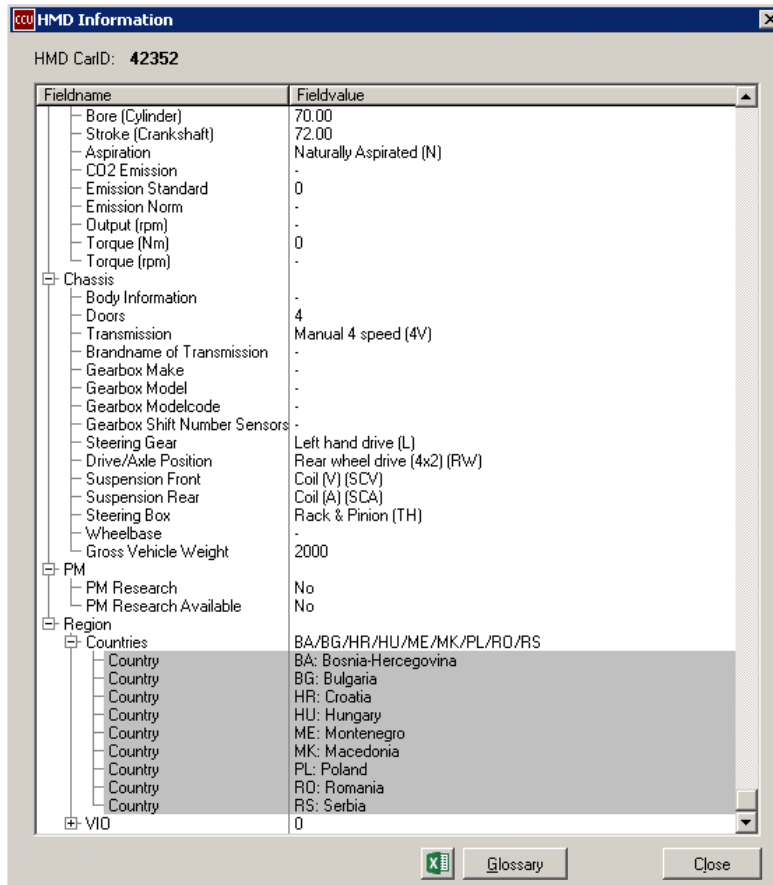 CCU HMD Information
HMD CarID: 42352
Fieldname Fieldvalue
Bore (Cylinder) 70.00
Stroke (Crankshaft) 72.00
Aspiration Naturally Aspirated (N)
CO2 Emission -
Emission Standard 0
Emission Norm -
Output (rpm) -
Torque (Nm) 0
Torque (rpm) -
Chassis
Body Information -
Doors 4
Transmission Manual 4 speed (4V)
Brandname of Transmission -
Gearbox Make -
Gearbox Model -
Gearbox Modelcode -
Gearbox Shift Number Sensors -
Steering Gear Left hand drive (L)
Drive/Axle Position Rear wheel drive (4x2) (RW)
Suspension Front Coil (V) (SCV)
Suspension Rear Coil (A) (SCA)
Steering Box Rack & Pinion (TH)
Wheelbase -
Gross Vehicle Weight 2000
PM
PM Research No
PM Research Available No
Region
Countries BA/BG/HR/HU/ME/MK/PL/RO/RS
Country BA: Bosnia-Hercegovina
Country BG: Bulgaria
Country HR: Croatia
Country HU: Hungary
Country ME: Montenegro
Country MK: Macedonia
Country PL: Poland
Country RO: Romania
Country RS: Serbia
VIO 0
Glossary Close